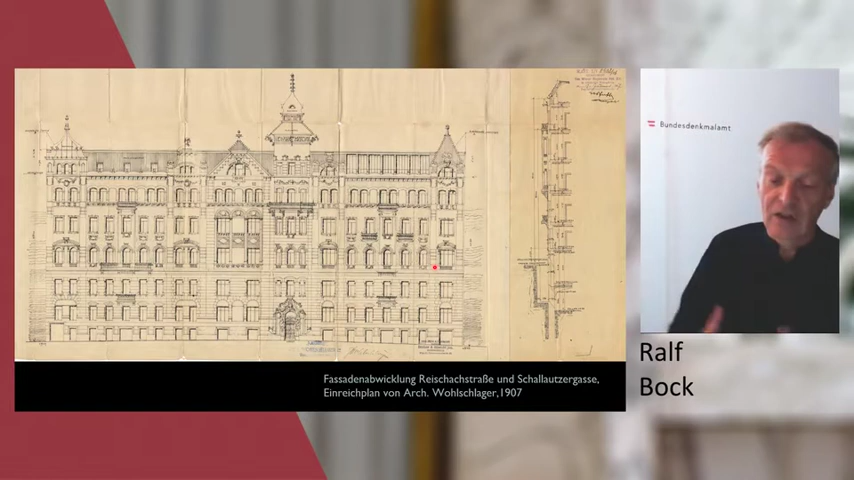 Bundesdenkmalamt
Fassadenabwicklung Reischachstraße und Schallautzergasse,
Einreichplan von Arch. Wohlschlager,1907
Ralf
Bock